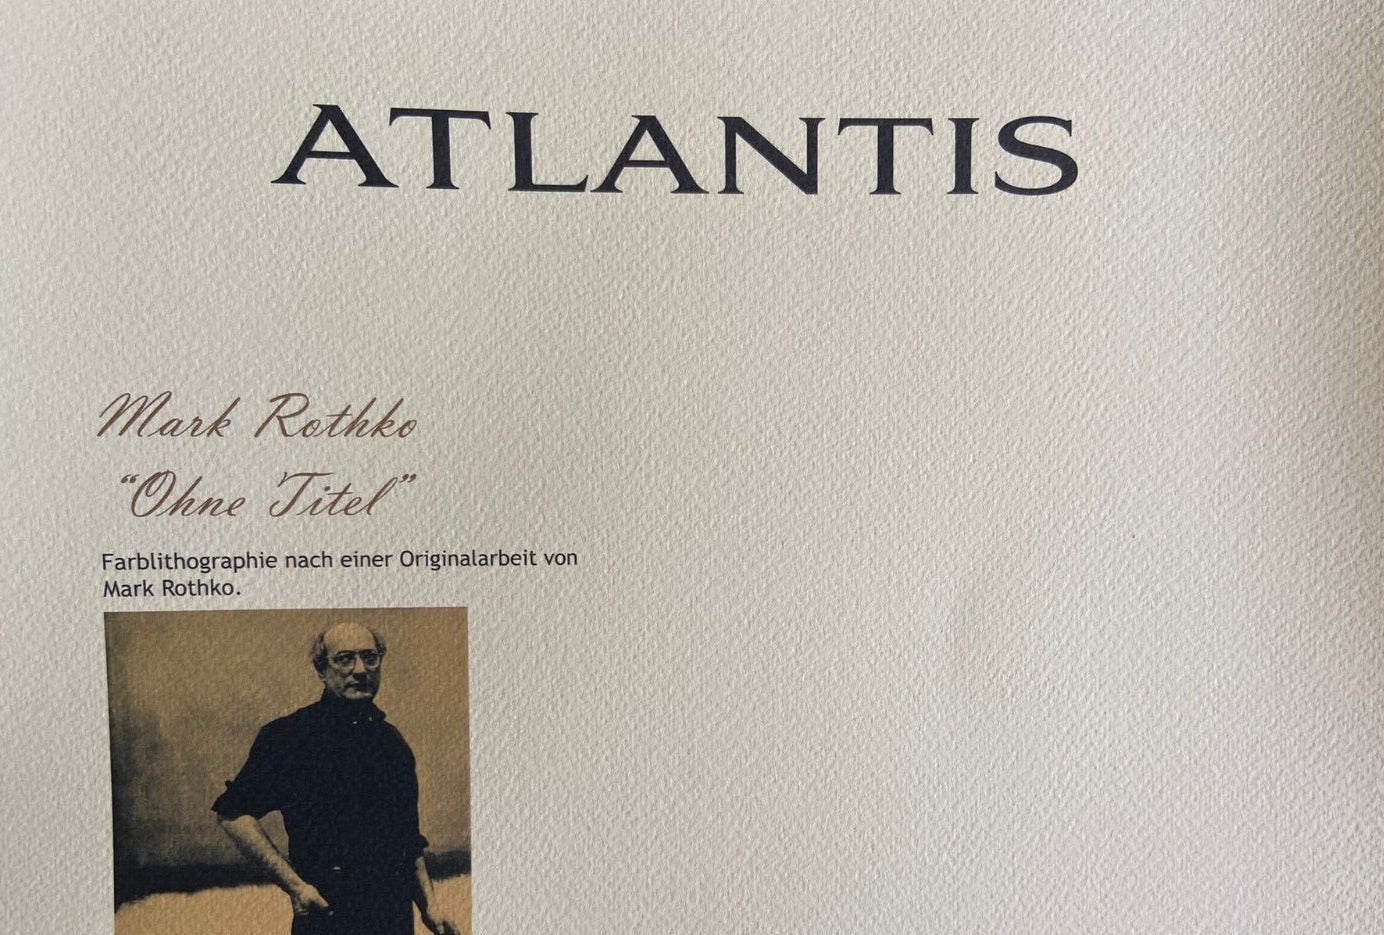 ATLANTIS
Mark Rothko
“Ohne Titel”
Farblithographie nach einer Originalarbeit von
Mark Rothko.